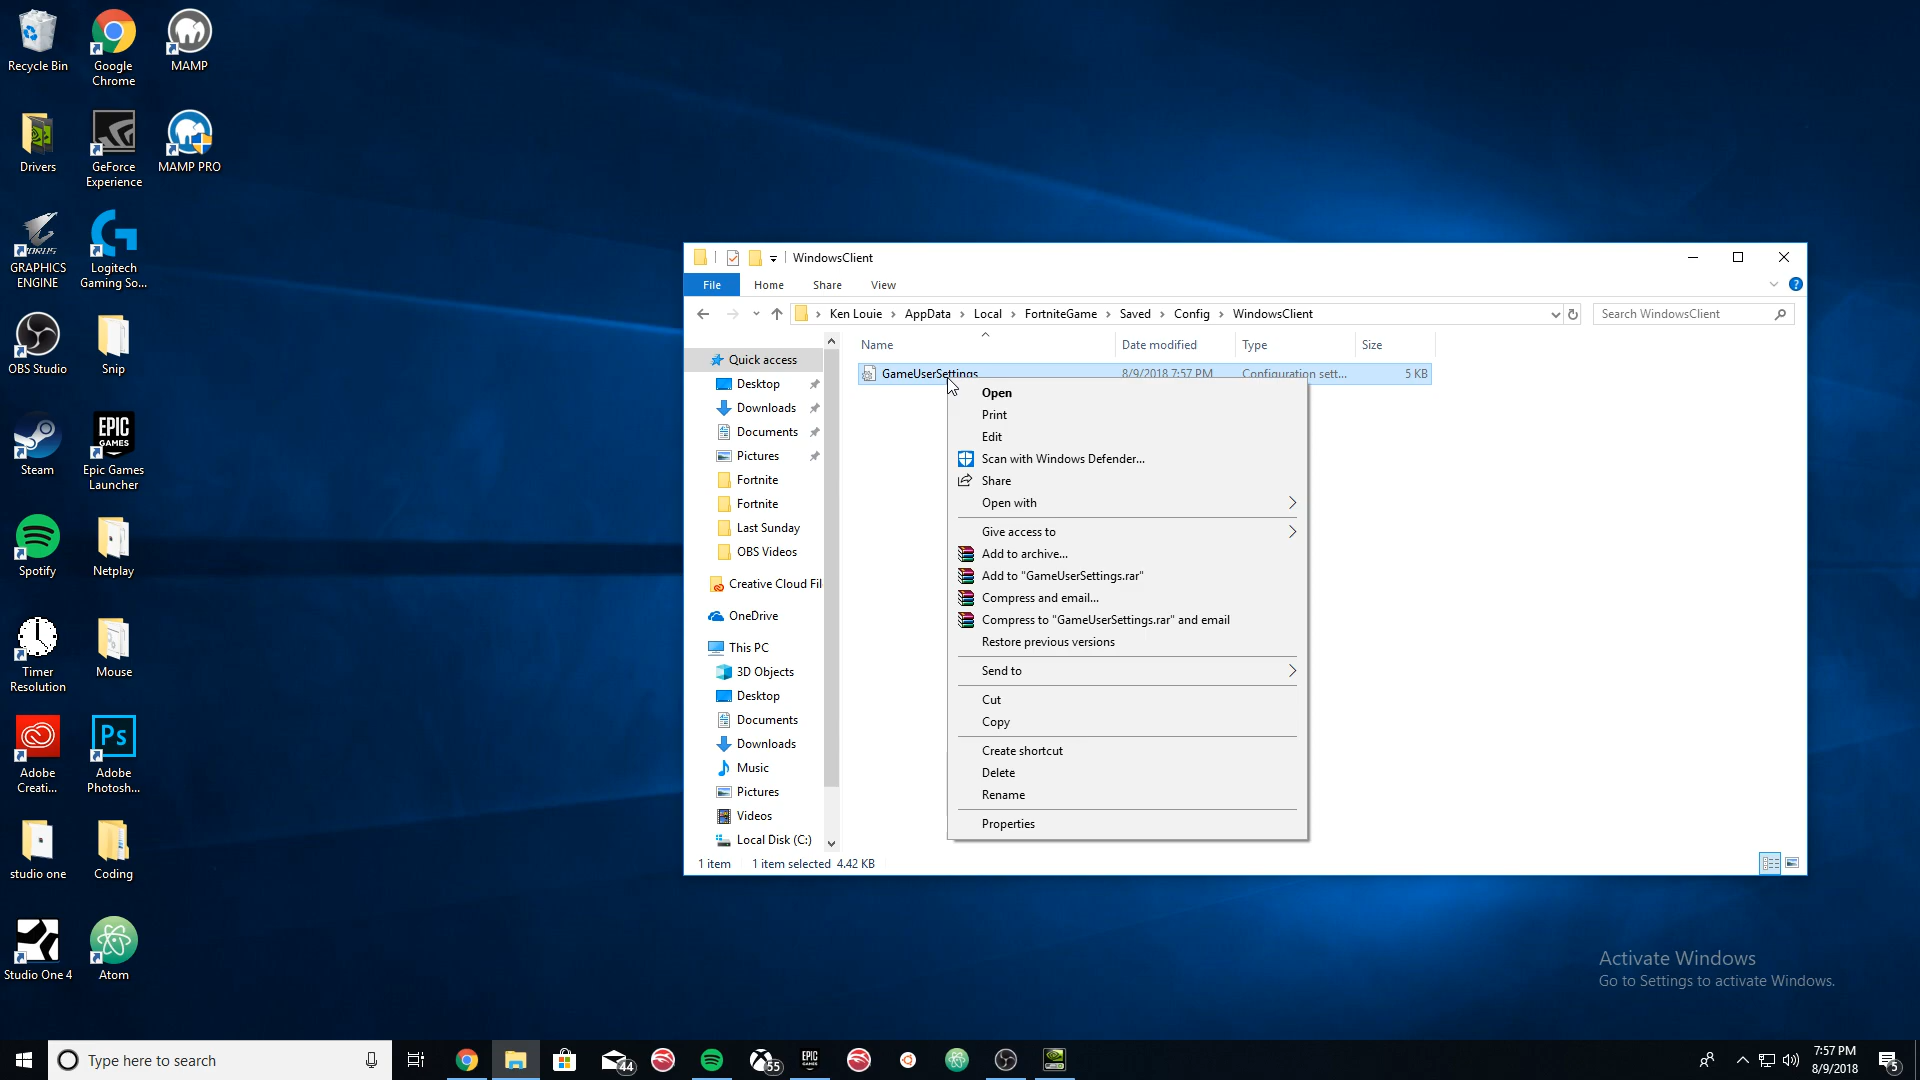 Recycle Bin
Google
Chrome
MAMP
Drivers
GeForce
Experience
MAMP PRO
GRAPHICS
ENGINE
Logitech
Gaming So...
OBS Studio
Snip
Steam
EPIC
GAMES
Epic Games
Launcher
Spotify
Netplay
Timer
Resolution
Mouse
Adobe
Creati...
Ps
Adobe
Photosh...
studio one
Coding
Studio One 4
Atom
WindowsClient
File Home Share View
Ken Louie AppData Local FortniteGame Saved Config WindowsClient
Search WindowsClient
Name Date modified Type Size
GameUserSettings 8/9/2018 7:57 PM Configuration sett... 5 KB
Quick access
Desktop
Downloads
Documents
Pictures
Fortnite
Fortnite
Last Sunday
OBS Videos
Creative Cloud Fil
OneDrive
This PC
3D Objects
Desktop
Documents
Downloads
Music
Pictures
Videos
Local Disk (C:)
Open
Print
Edit
Scan with Windows Defender...
Share
Open with
Give access to
Add to archive...
Add to "GameUserSettings.rar"
Compress and email...
Compress to "GameUserSettings.rar" and email
Restore previous versions
Send to
Cut
Copy
Create shortcut
Delete
Rename
Properties
1 item 1 item selected 4.42 KB
Activate Windows
Go to Settings to activate Windows.
Type here to search
44
55
EPIC
GAMES
7:57 PM
8/9/2018
5